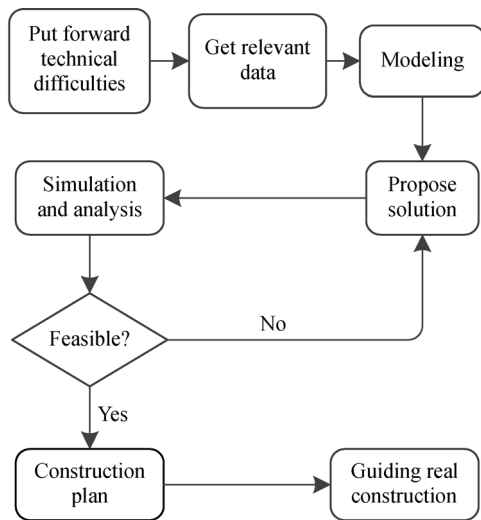 Put forward
technical
difficulties
Get relevant
data
Modeling
Simulation
and analysis
Propose
solution
Feasible?
No
Yes
Construction
plan
Guiding real
construction